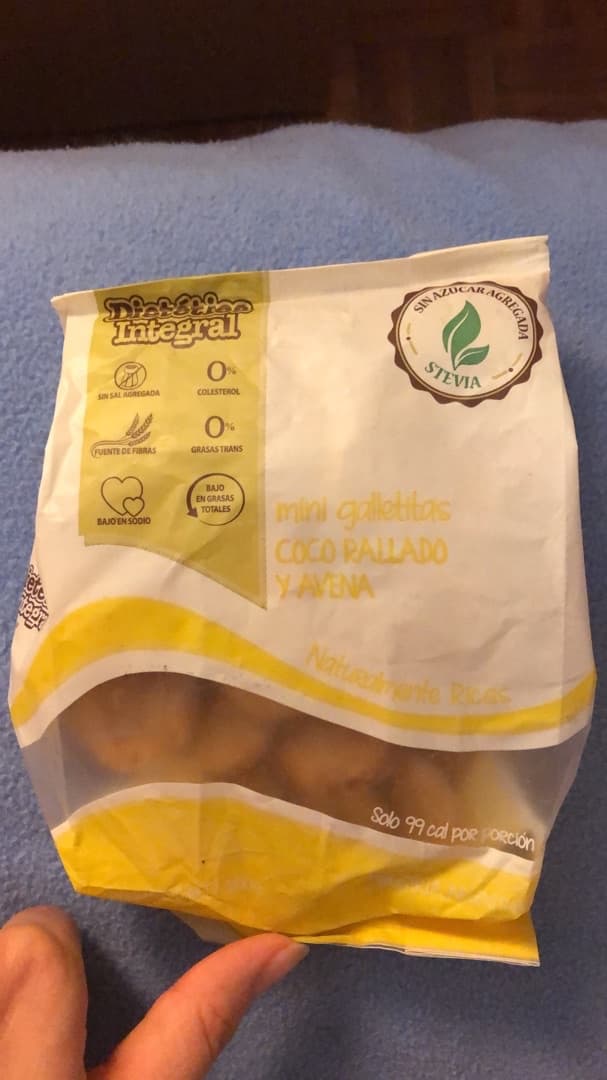 Dietético
Integral
SIN SAL AGREGADA
0%
COLESTEROL
FUENTE DE FIBRAS
0%
GRASAS TRANS
BAJO EN SODIO
BAJO
EN GRASAS
TOTALES
SIN AZUCAR AGREGADA
STEVIA
mini galletitas
COCO RALLADO
Y AVENA
Naturalmente Ricas
Solo 99 cal por porción